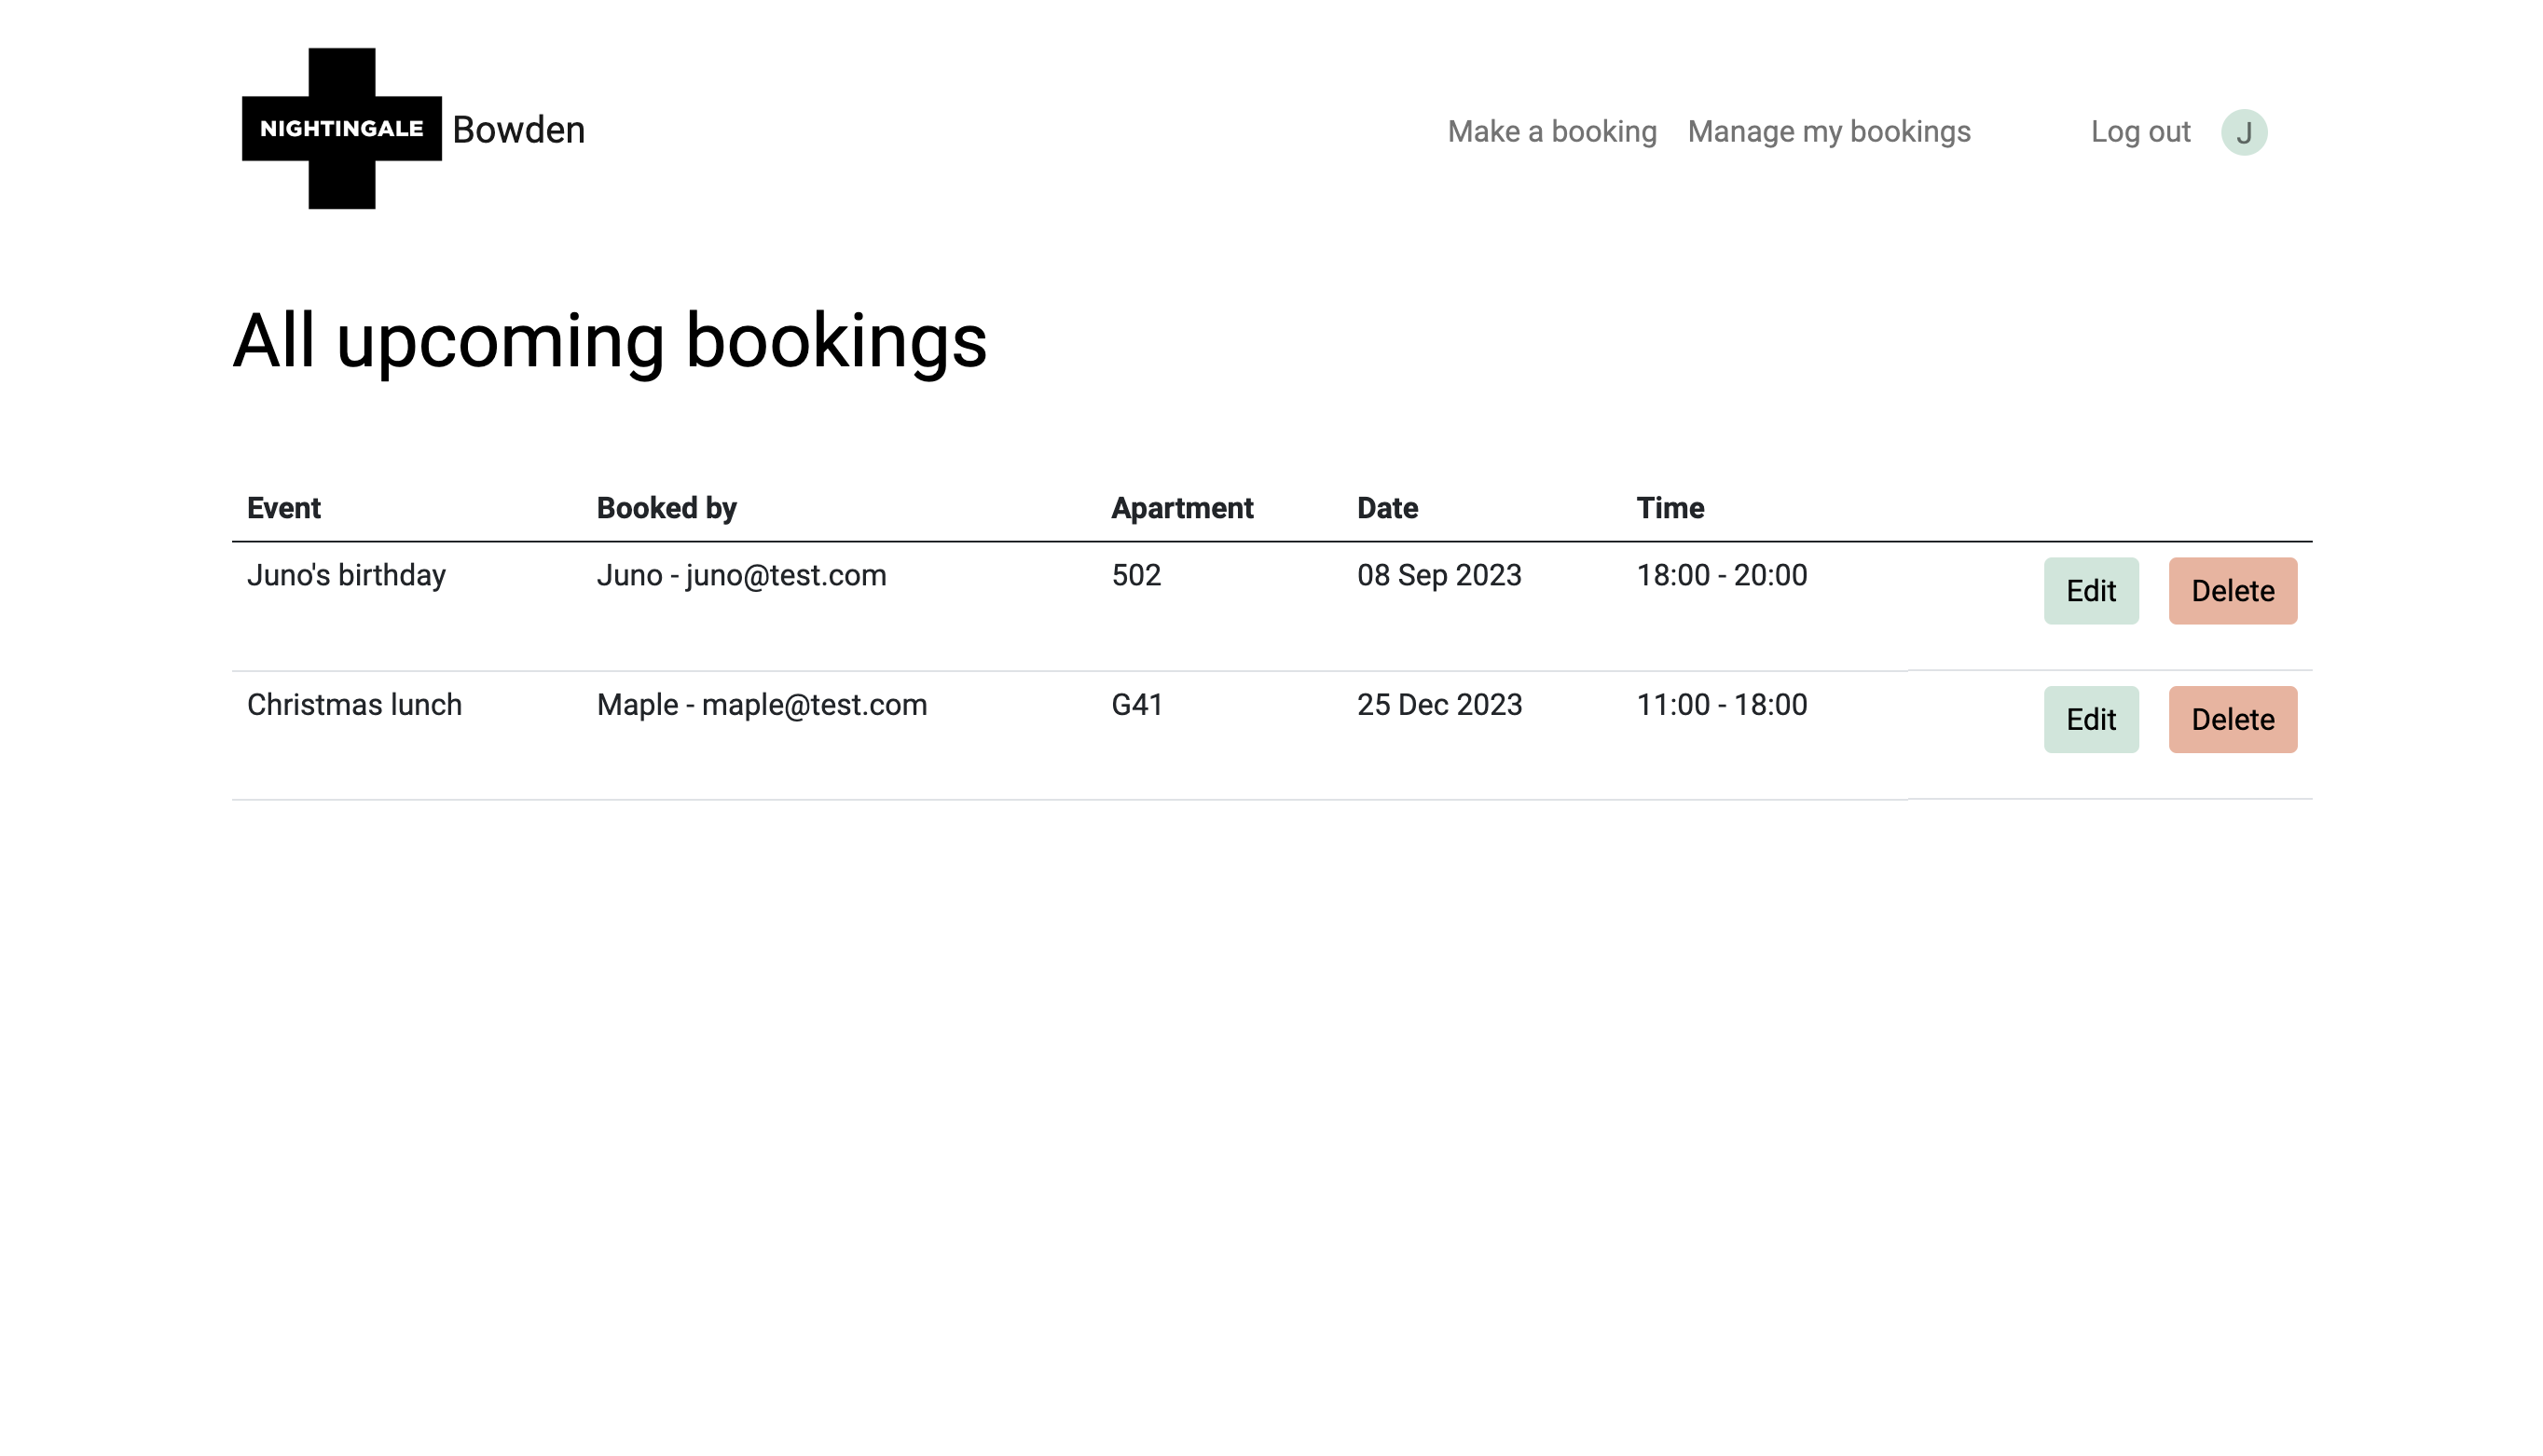 NIGHTINGALE Bowden Make a booking Manage my bookings Log out J
All upcoming bookings
Event Booked by Apartment Date Time
Juno's birthday Juno - juno@test.com 502 08 Sep 2023 18:00 - 20:00 Edit Delete
Christmas lunch Maple - maple@test.com G41 25 Dec 2023 11:00 - 18:00 Edit Delete